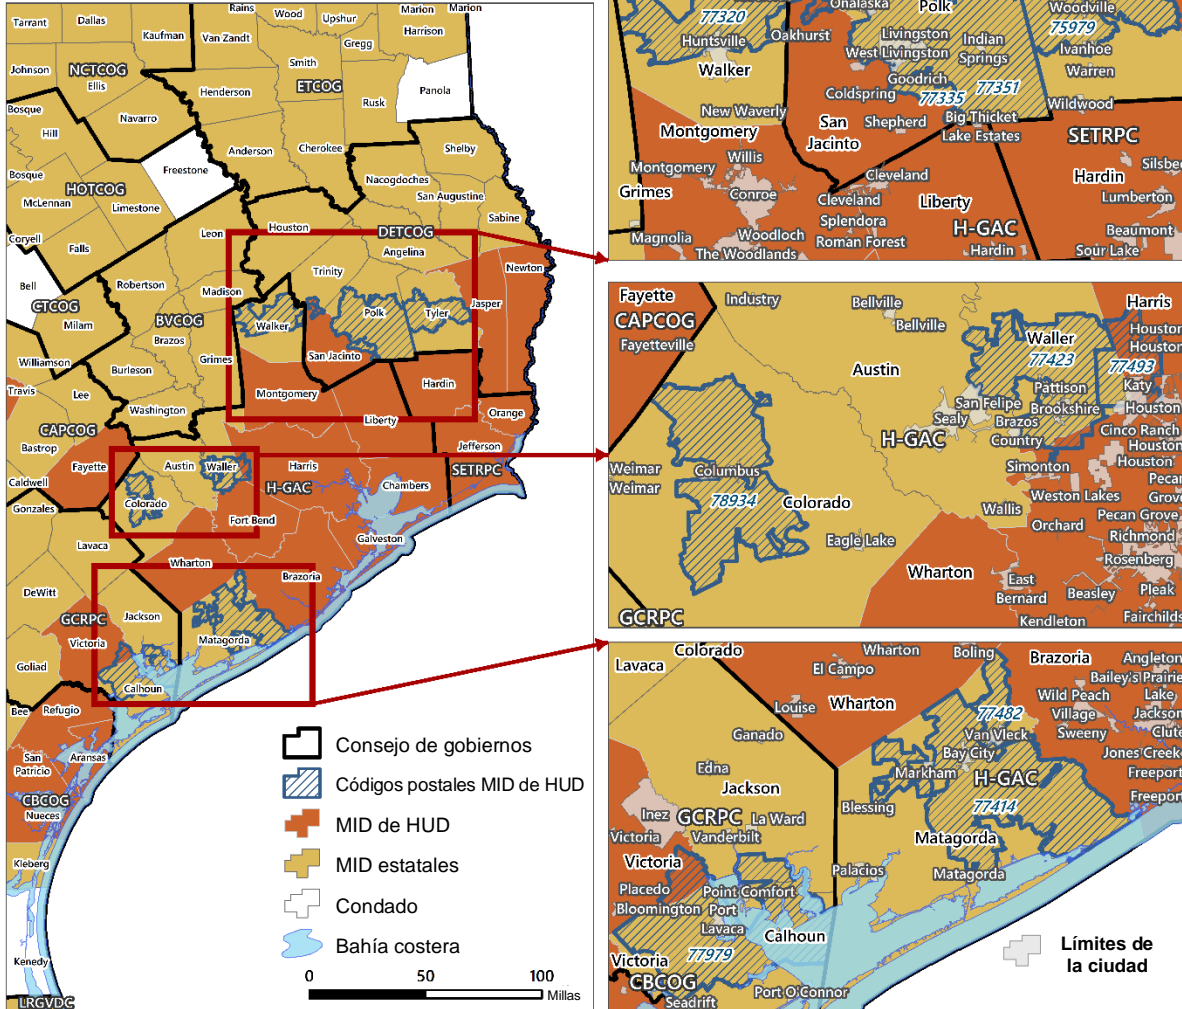 Tarrant
Dallas
Kaufman
Rains
Wood
Upshur
Marion
Marion
Harrison
Van Zandt
Gregg
Johnson
NCTCOG
Ellis
Smith
ETCOG
Henderson
Rusk
Panola
Bosque
Hill
Navarro
Anderson
Cherokee
Shelby
Bosque
HOTCOG
Freestone
Nacogdoches
McLennan
Limestone
San Augustine
Coryell
Falls
Leon
Houston
DETCOG
Sabine
Angelina
Bell
Robertson
Madison
Trinity
Newton
CTCOG
Milam
BVCOG
Brazos
Walker
Polk
Tyler
Jasper
Williamson
Burleson
Grimes
San Jacinto
Travis
Lee
Washington
Montgomery
Hardin
Liberty
Orange
CAPCOG
Bastrop
Jefferson
Fayette
Austin
Waller
Harris
SETRPC
Caldwell
Colorado
H-GAC
Chambers
Gonzales
Fort Bend
Lavaca
Galveston
Wharton
Brazoria
DeWitt
GCRPC
Jackson
Victoria
Matagorda
Goliad
Calhoun
Bee
Refugio
San
Patricio
Aransas
CBCOG
Nueces
Kleberg
Kenedy
LRGVDC
Consejo de gobiernos
Códigos postales MID de HUD
MID de HUD
MID estatales
Condado
Bahía costera
0
50
100
Millas
Onalaska
Polk
Woodville
77320
Huntsville
Oakhurst
Livingston
West Livingston
Indian
Springs
75979
Ivanhoe
Walker
Goodrich
Warren
Coldspring
77335
77351
Wildwood
New Waverly
San
Jacinto
Shepherd
Big Thicket
Lake Estates
SETRPC
Montgomery
Montgomery
Willis
Silsbee
Grimes
Conroe
Cleveland
Cleveland
Liberty
Hardin
Lumberton
Splendora
Magnolia
Woodloch
Roman Forest
H-GAC
Beaumont
The Woodlands
Hardin
Sour Lake
Fayette
CAPCOG
Fayetteville
Industry
Bellville
Bellville
Harris
Waller
Houston
Houston
77423
77493
Austin
Pattison
Katy
San Felipe
Brookshire
Houston
Sealy
Brazos
Country
Cinco Ranch
H-GAC
Houston
Weimar
Weimar
Columbus
Simonton
Houston
78934
Colorado
Weston Lakes
Pecan
Grove
Wallis
Orchard
Pecan Grove
Eagle Lake
Richmond
Rosenberg
Wharton
East
Bernard
Beasley
Pleak
GCRPC
Kendleton
Fairchilds
Lavaca
Colorado
Wharton
Boling
Brazoria
Angleton
El Campo
Bailey's Prairie
Wharton
Wild Peach
Village
Lake
Jackson
Louise
77482
Sweeny
Clute
Ganado
Van Vleck
Bay City
Jones Creek
Edna
Markham
H-GAC
Freeport
Jackson
Freeport
Inez
GCRPC
La Ward
Blessing
77414
Victoria
Vanderbilt
Matagorda
Victoria
Palacios
Matagorda
Placedo
Point Comfort
Bloomington
Port
Lavaca
Calhoun
Victoria
77979
CBCOG
Seadrift
Port O'Connor
Límites de
la ciudad